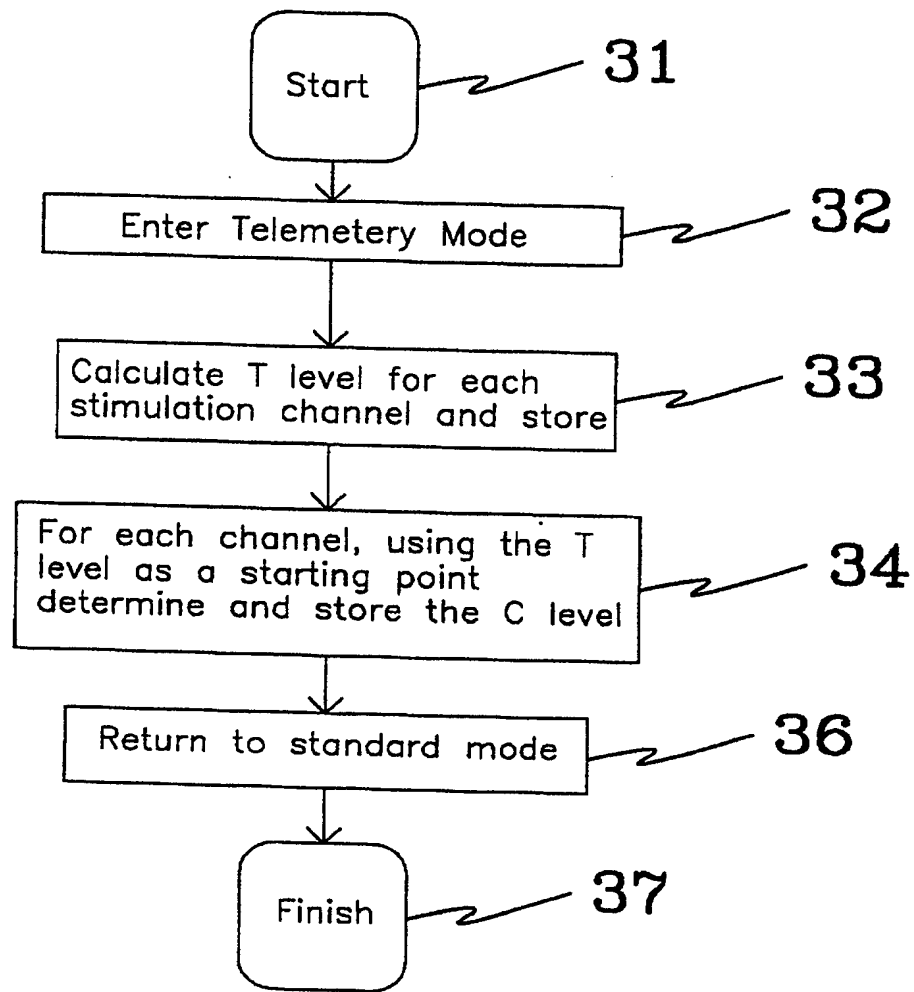 Start
31
Enter Telemetery Mode
32
Calculate T level for each
stimulation channel and store
33
For each channel, using the T
level as a starting point
determine and store the C level
34
Return to standard mode
36
Finish
37